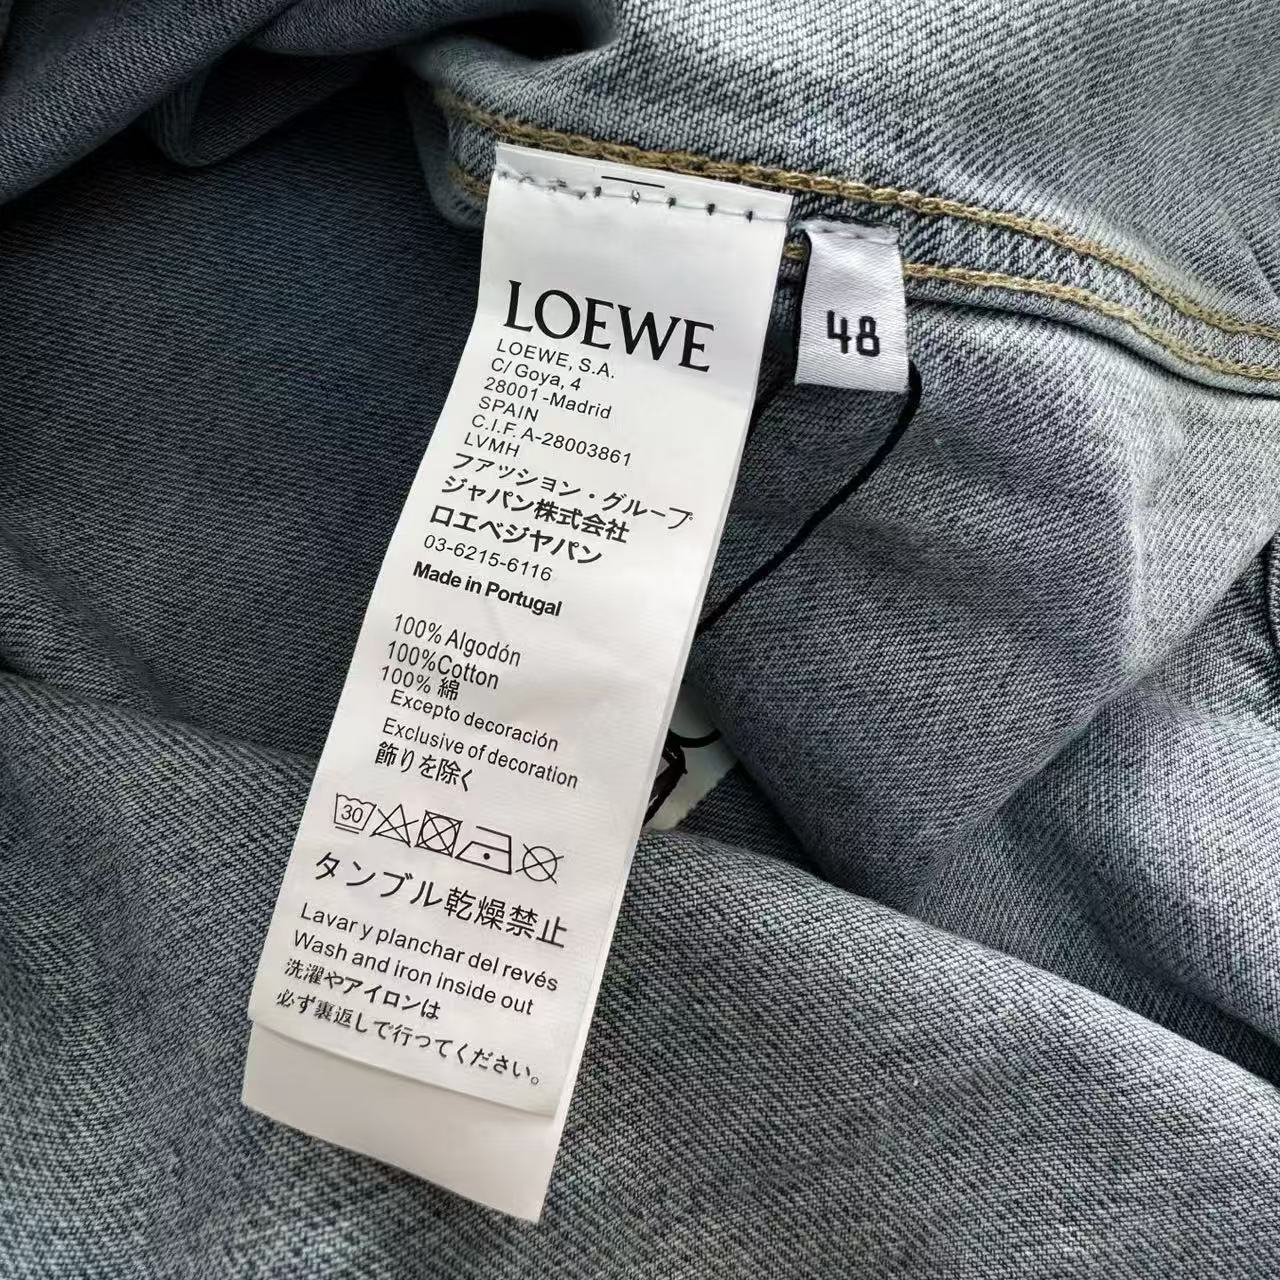 LOEWE
LOEWE, S.A.
C/ Goya, 4
28001 -Madrid
SPAIN
C.I.F. A-28003861
LVMH
ファッション・グループ
ジャパン株式会社
ロエベジャパン
03-6215-6116
Made in Portugal
100% Algodón
100%Cotton
100% 綿
Excepto decoración
Exclusive of decoration
飾りを除く
30
タンブル乾燥禁止
Lavar y planchar del revés
Wash and iron inside out
洗濯やアイロンは
必ず裏返しで行ってください。
48